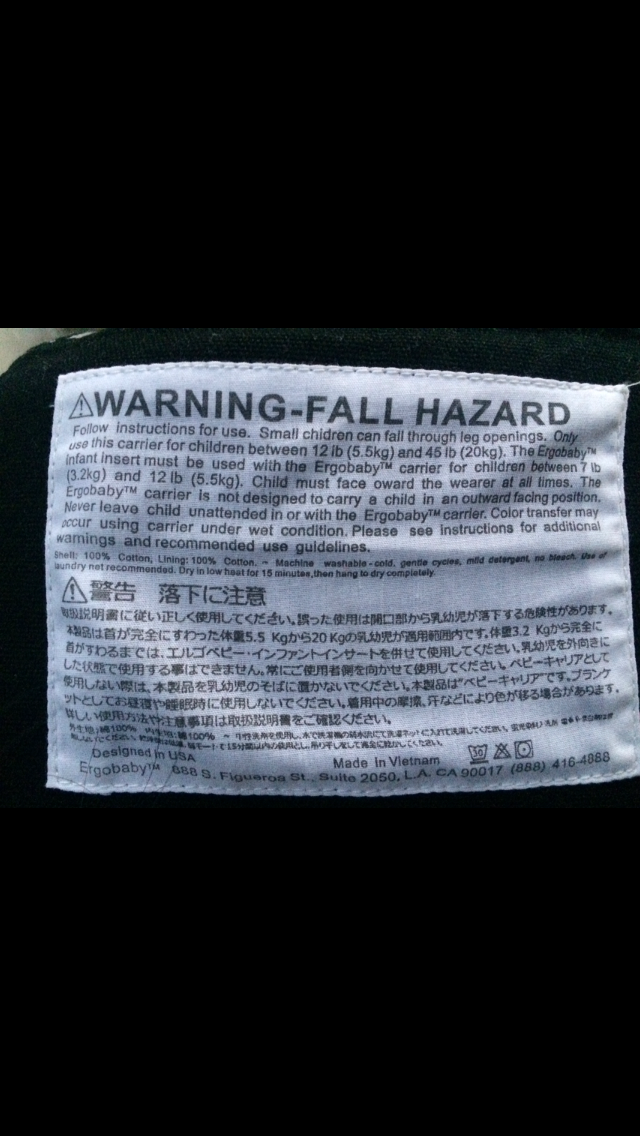 ⚠WARNING-FALL HAZARD
Follow instructions for use. Small chidren can fall through leg openings. Only
use this carrier for children between 12 lb (5.5kg) and 45 lb (20kg). The Ergobaby™
infant insert must be used with the Ergobaby™ carrier for children between 7 lb
(3.2kg) and 12 lb (5.5kg). Child must face oward the wearer at all times. The
Ergobaby™ carrier is not designed to carry a child in an outward facing position.
Never leave child unattended in or with the Ergobaby™ carrier. Color transfer may
occur using carrier under wet condition. Please see instructions for additional
warnings and recommended use guidelines.
Shell: 100% Cotton, Lining: 100% Cotton. ~ Machine washable-cold, gentle cycles, mild detergent, no bleach. Use of
laundry not recommended. Dry in low heat for 15 minutes, then hang to dry completely.
⚠警告 落下に注意
取扱説明書に従い正しく使用してください。誤った使用は開口部から乳幼児が落下する危険性があります。
本製品は首が完全にすわった体重5.5 Kgから20 Kgの乳幼児が適用範囲内です。体重3.2 Kgから完全に
首がすわるまでは、エルゴベビー・インファントインサートを併せて使用してください。乳幼児を外向きに
した状態で使用する事はできません。常にご使用者側を向かせて使用してください。ベビーキャリアとして
使用しない際は、本製品を乳幼児のそばに置かないでください。本製品は"ベビーキャリア"です。ブランケ
ットとしてお昼寝や睡眠時に使用しないでください。着用中の摩擦、汗などにより色が移る場合があります。
詳しい使用方法や注意事項は取扱説明書をご確認ください。
綿100% 綿100% ~ 中性洗剤を使用し、
Designed in USA Made in Vietnam 30
Ergobaby™ 888 S. Figueroa St., Suite 2050, L.A. CA 90017 (888) 416-4888